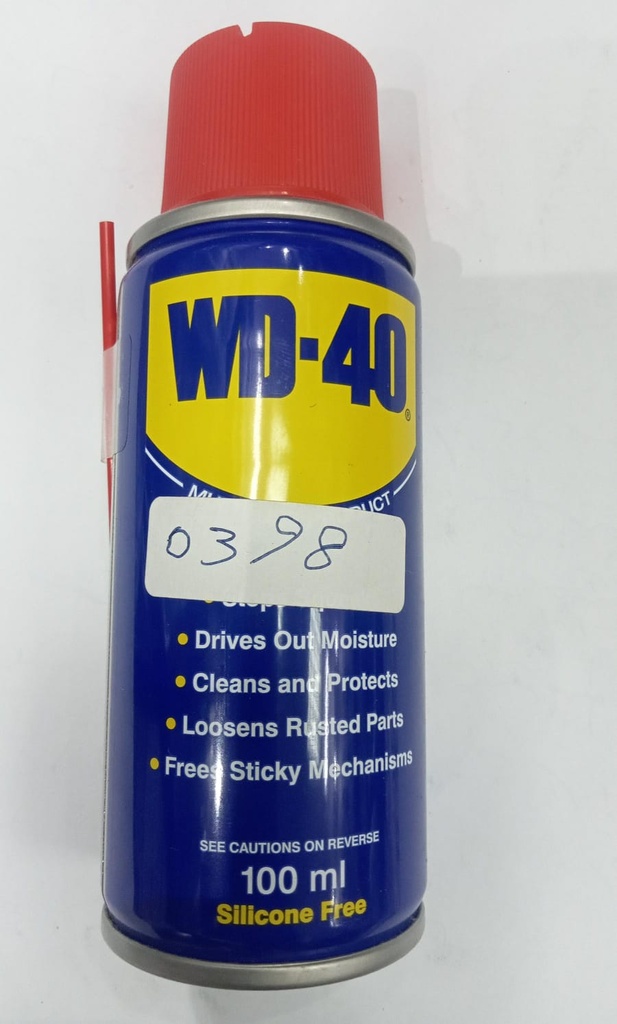 WD-40
®
0398
• Drives Out Moisture
• Cleans and Protects
• Loosens Rusted Parts
• Frees Sticky Mechanisms
SEE CAUTIONS ON REVERSE
100 ml
Silicone Free